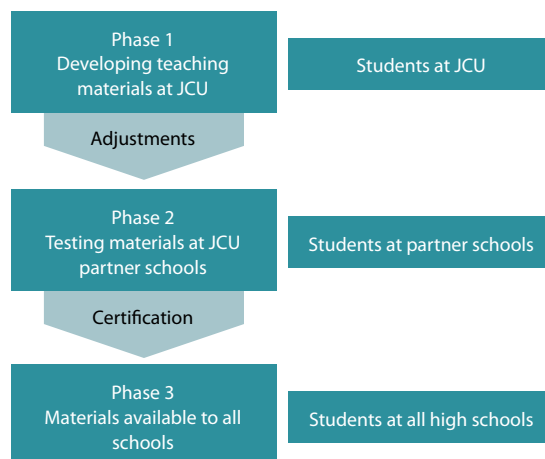 Phase 1
Developing teaching
materials at JCU
Students at JCU
Adjustments
Phase 2
Testing materials at JCU
partner schools
Students at partner schools
Certification
Phase 3
Materials available to all
schools
Students at all high schools